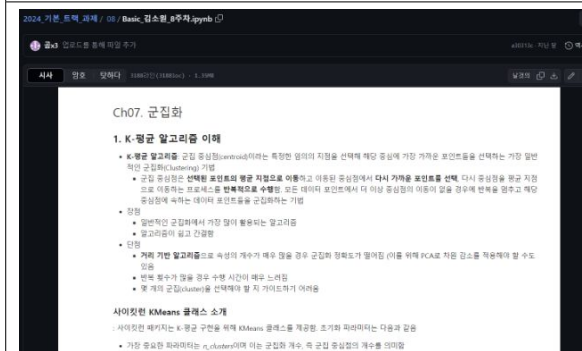 2024_기본_트랙_과제 / 08 / Basic_김소원_8주차.ipynb
곰x3 업로드를 통해 파일 추가
지난 달
시사 암호 탓하다 3180라인(3180loc) · 1.35MB
날것의
Ch07. 군집화
1. K-평균 알고리즘 이해
• K-평균 알고리즘: 군집 중심점(centroid)이라는 특정한 임의의 지점을 선택해 해당 중심에 가장 가까운 포인트들을 선택하는 가장 일반
적인 군집화(Clustering) 기법
• 군집 중심점은 선택된 포인트의 평균 지점으로 이동하고 이동된 중심점에서 다시 가까운 포인트를 선택, 다시 중심점을 평균 지점
으로 이동하는 프로세스를 반복적으로 수행함. 모든 데이터 포인트에서 더 이상 중심점의 이동이 없을 경우에 반복을 멈추고 해당
중심점에 속하는 데이터 포인트들을 군집화하는 기법
• 장점
• 일반적인 군집화에서 가장 많이 활용되는 알고리즘
• 알고리즘이 쉽고 간결함
• 단점
• 거리 기반 알고리즘으로 속성의 개수가 매우 많을 경우 군집화 정확도가 떨어짐 (이를 위해 PCA로 차원 감소를 적용해야 할 수도
있음
• 반복 횟수가 많을 경우 수행 시간이 매우 느려짐
• 몇 개의 군집(cluster)을 선택해야 할 지 가이드하기 어려움
사이킷런 KMeans 클래스 소개
: 사이킷런 패키지는 K-평균 구현을 위해 KMeans 클래스를 제공함. 초기화 파라미터는 다음과 같음
• 가장 중요한 파라미터는 n_clusters이며 이는 군집화 개수, 즉 군집 중심점의 개수를 의미함